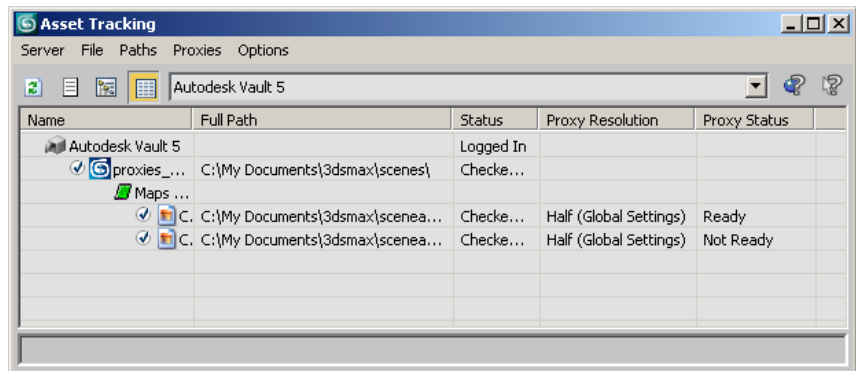 Asset Tracking
Server File Paths Proxies Options
Autodesk Vault 5
Name Full Path Status Proxy Resolution Proxy Status
Autodesk Vault 5 Logged In
proxies_... C:\My Documents\3dsmax\scenes\ Checke...
Maps ...
C. C:\My Documents\3dsmax\scenea... Checke... Half (Global Settings) Ready
C. C:\My Documents\3dsmax\scenea... Checke... Half (Global Settings) Not Ready